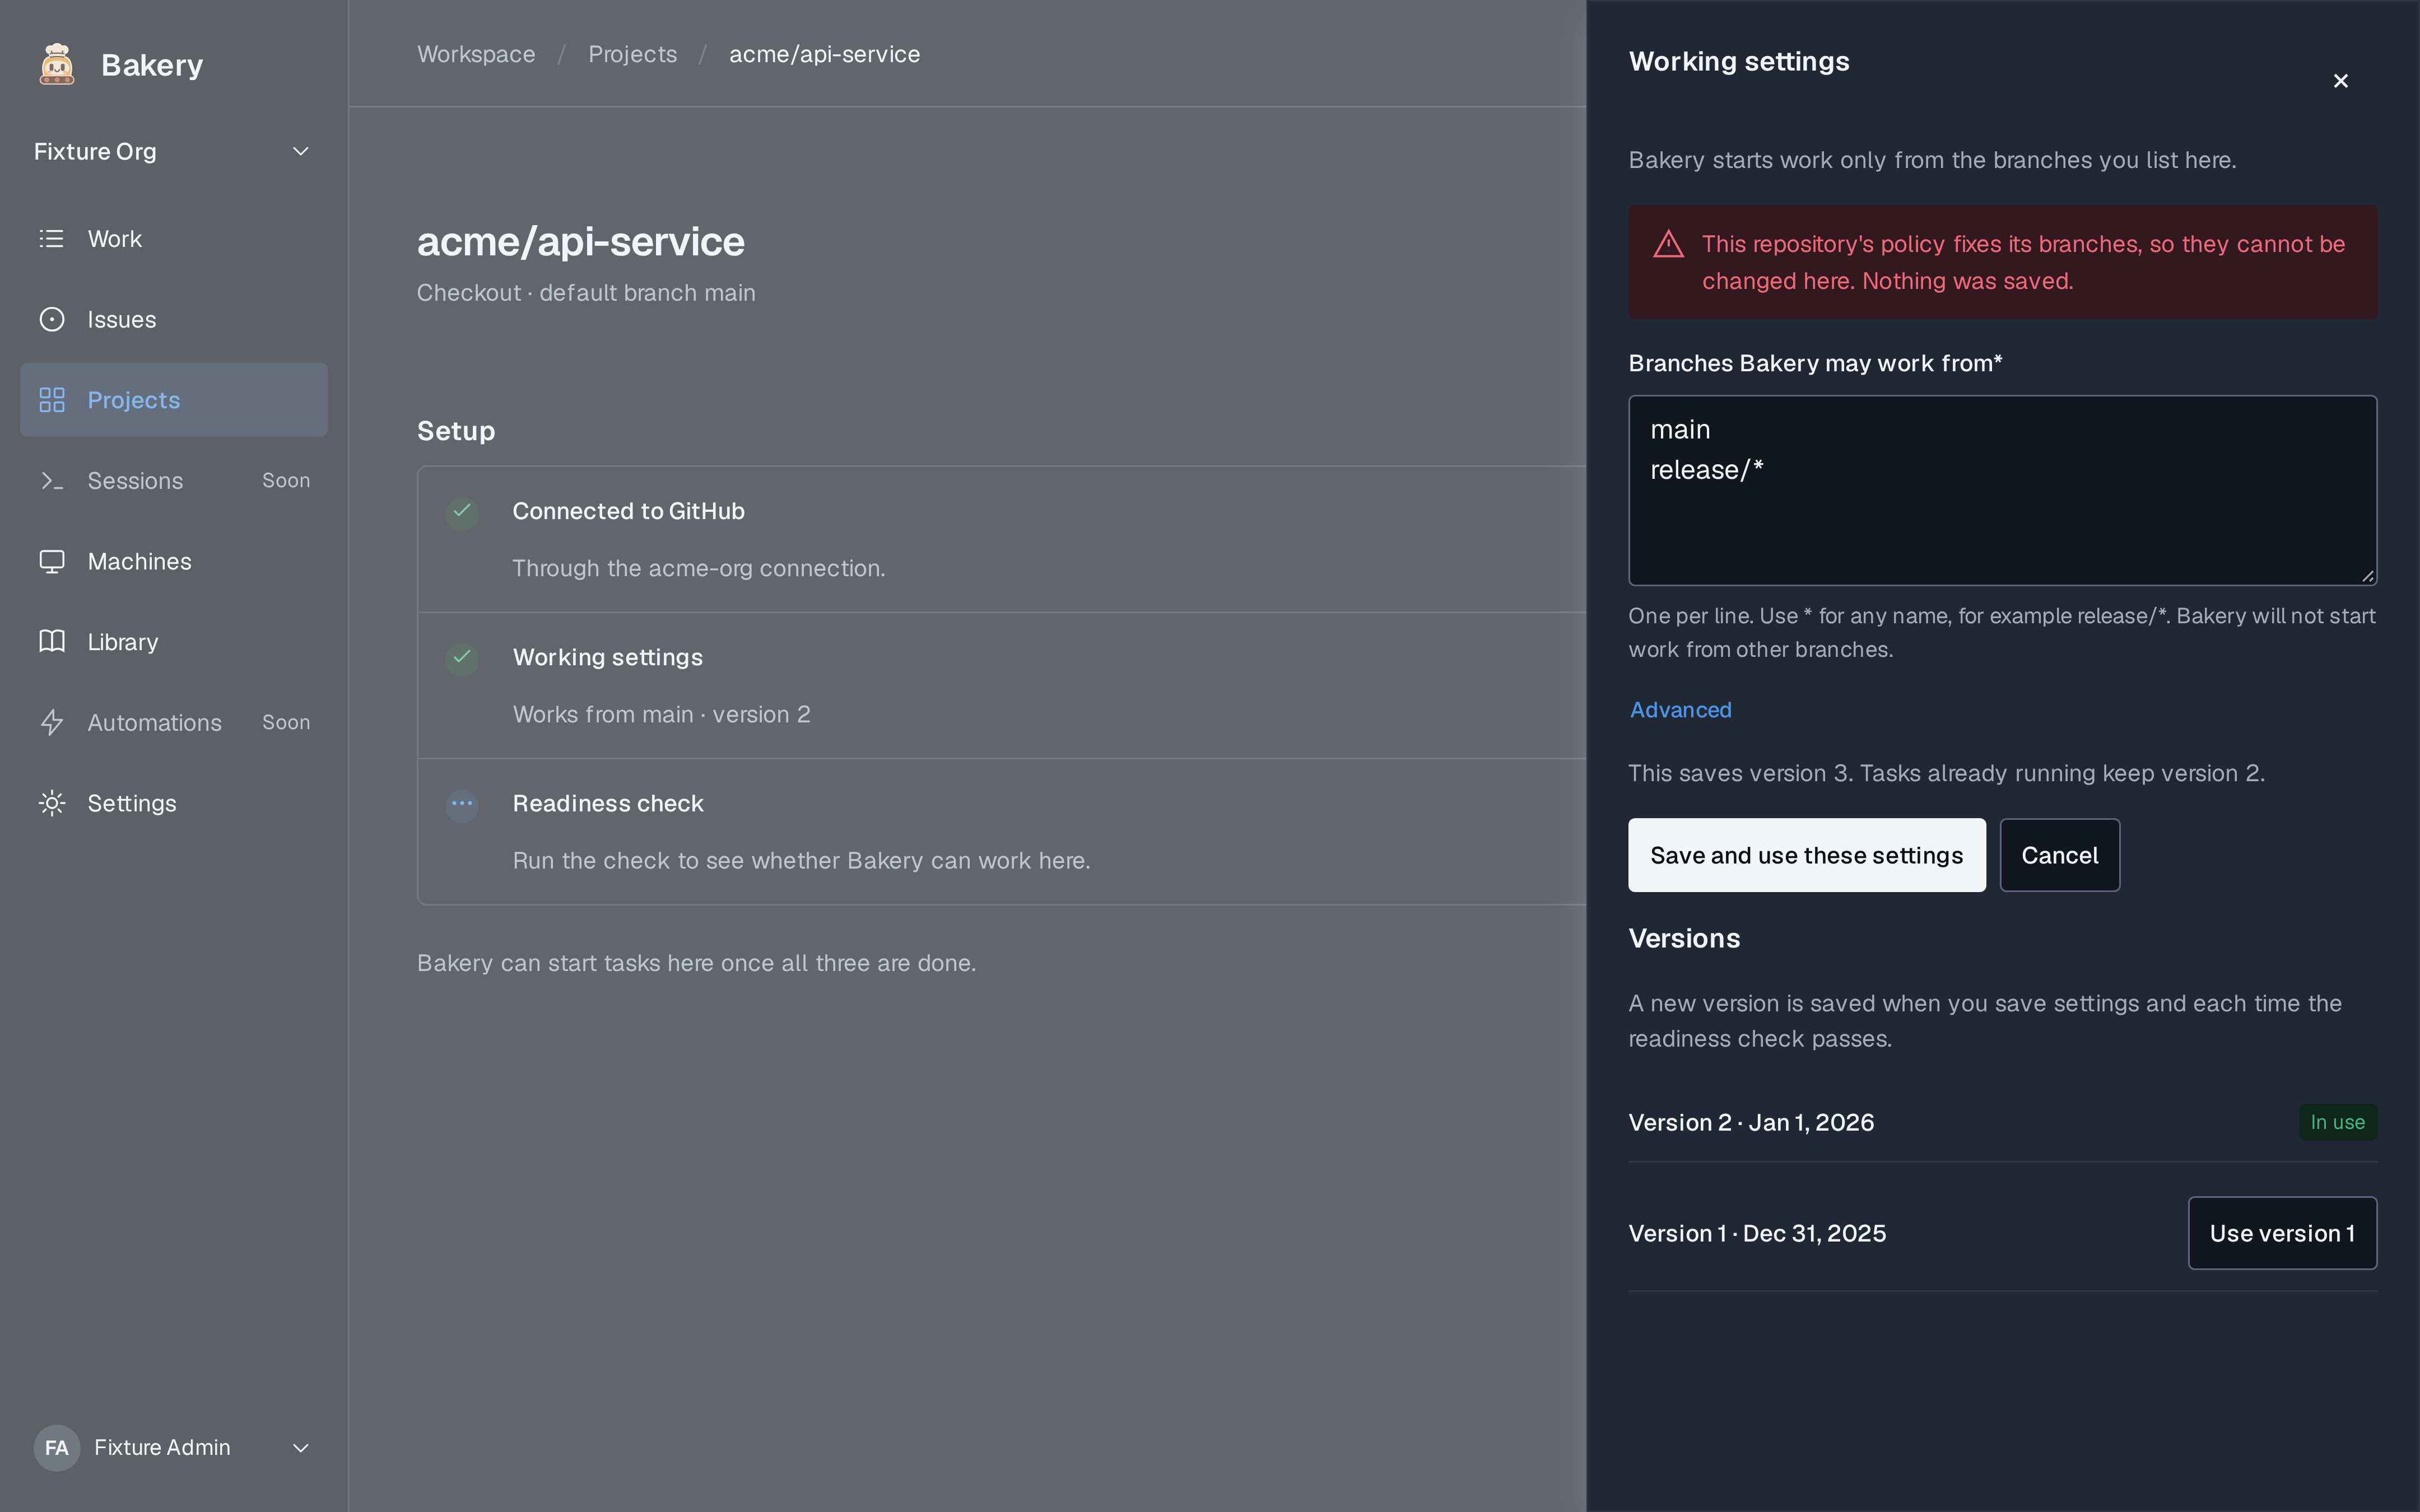 Bakery
Fixture Org
Work
Issues
Projects
Sessions Soon
Machines
Library
Automations Soon
Settings
FA Fixture Admin
Workspace / Projects / acme/api-service
acme/api-service
Checkout · default branch main
Setup
Connected to GitHub
Through the acme-org connection.
Working settings
Works from main · version 2
Readiness check
Run the check to see whether Bakery can work here.
Bakery can start tasks here once all three are done.
Working settings
Bakery starts work only from the branches you list here.
This repository's policy fixes its branches, so they cannot be
changed here. Nothing was saved.
Branches Bakery may work from*
main
release/*
One per line. Use * for any name, for example release/*. Bakery will not start
work from other branches.
Advanced
This saves version 3. Tasks already running keep version 2.
Save and use these settings Cancel
Versions
A new version is saved when you save settings and each time the
readiness check passes.
Version 2 · Jan 1, 2026 In use
Version 1 · Dec 31, 2025 Use version 1